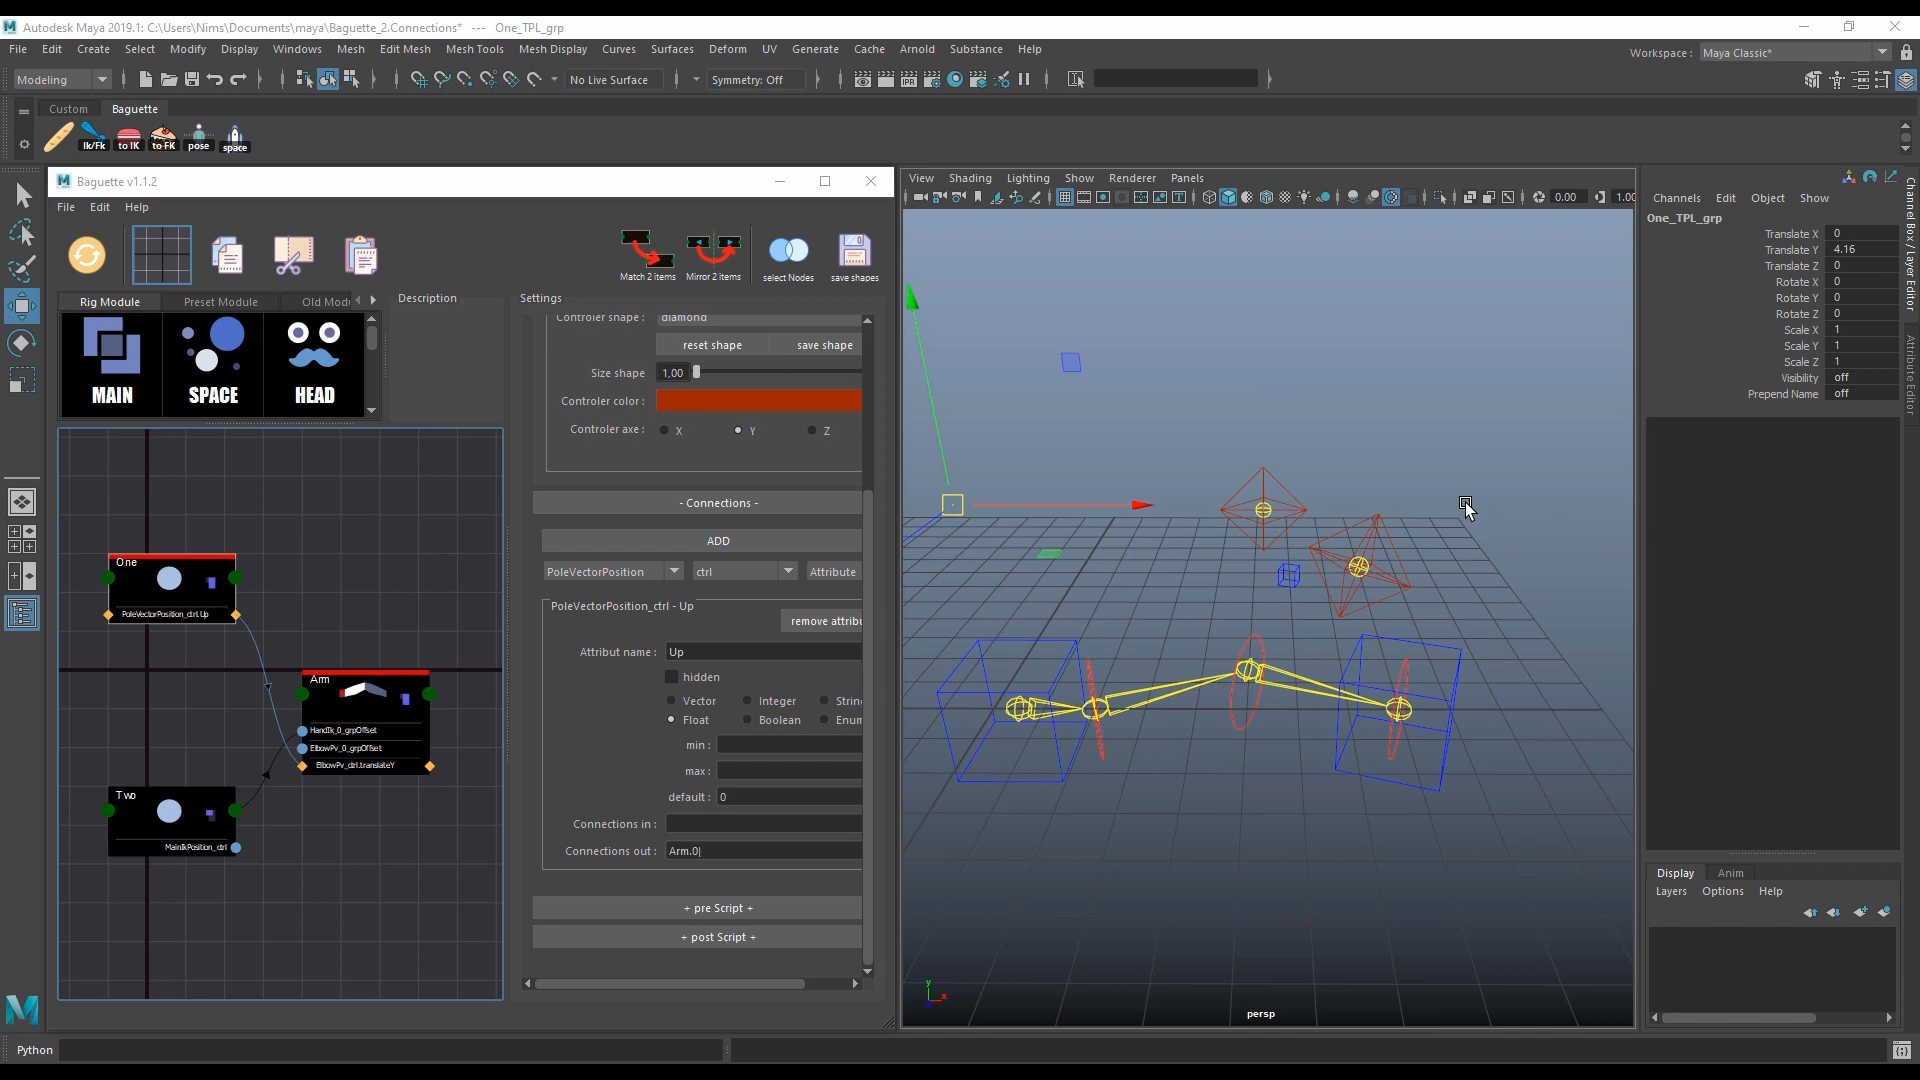 Autodesk Maya 2019.1: C:\Users\Nims\Documents\maya\Baguette_2.Connections* --- One_TPL_grp
File Edit Create Select Modify Display Windows Mesh Edit Mesh Mesh Tools Mesh Display Curves Surfaces Deform UV Generate Cache Arnold Substance Help
Workspace : Maya Classic*
Modeling No Live Surface Symmetry: Off
IPR
Custom Baguette
Ik/Fk to IK to FK pose space
Baguette v1.1.2
File Edit Help
Match 2 items Mirror 2 items select Nodes save shapes
Rig Module Preset Module Old Modu
Description
Settings
MAIN SPACE HEAD
Controler shape : diamond
reset shape save shape
Size shape 1,00
Controler color :
Controler axe : X Y Z
- Connections -
ADD
PoleVectorPosition ctrl Attribute
PoleVectorPosition_ctrl - Up
remove attribu
Attribut name : Up
hidden
Vector Integer String
Float Boolean Enum
min :
max :
default : 0
Connections in :
Connections out : Arm.0
+ pre Script +
+ post Script +
One
PoleVectorPosition_ctrl.Up
Arm
HandIk_0_grpOffset
ElbowPv_0_grpOffset
ElbowPv_ctrl.translateY
Two
MainIkPosition_ctrl
View Shading Lighting Show Renderer Panels
0.00 1.00
y
x
persp
Channels Edit Object Show
One_TPL_grp
Translate X 0
Translate Y 4.16
Translate Z 0
Rotate X 0
Rotate Y 0
Rotate Z 0
Scale X 1
Scale Y 1
Scale Z 1
Visibility off
Prepend Name off
Channel Box / Layer Editor
Attribute Editor
Display Anim
Layers Options Help
Python